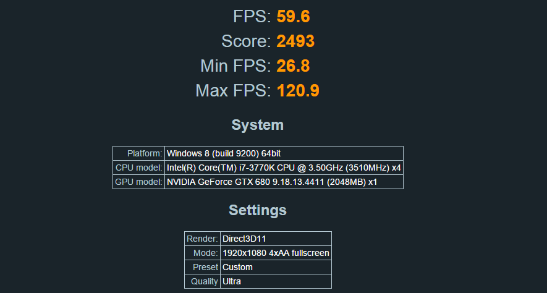 FPS: 59.6
Score: 2493
Min FPS: 26.8
Max FPS: 120.9
System
Platform: Windows 8 (build 9200) 64bit
CPU model: Intel(R) Core(TM) i7-3770K CPU @ 3.50GHz (3510MHz) x4
GPU model: NVIDIA GeForce GTX 680 9.18.13.4411 (2048MB) x1
Settings
Render: Direct3D11
Mode: 1920x1080 4xAA fullscreen
Preset Custom
Quality Ultra